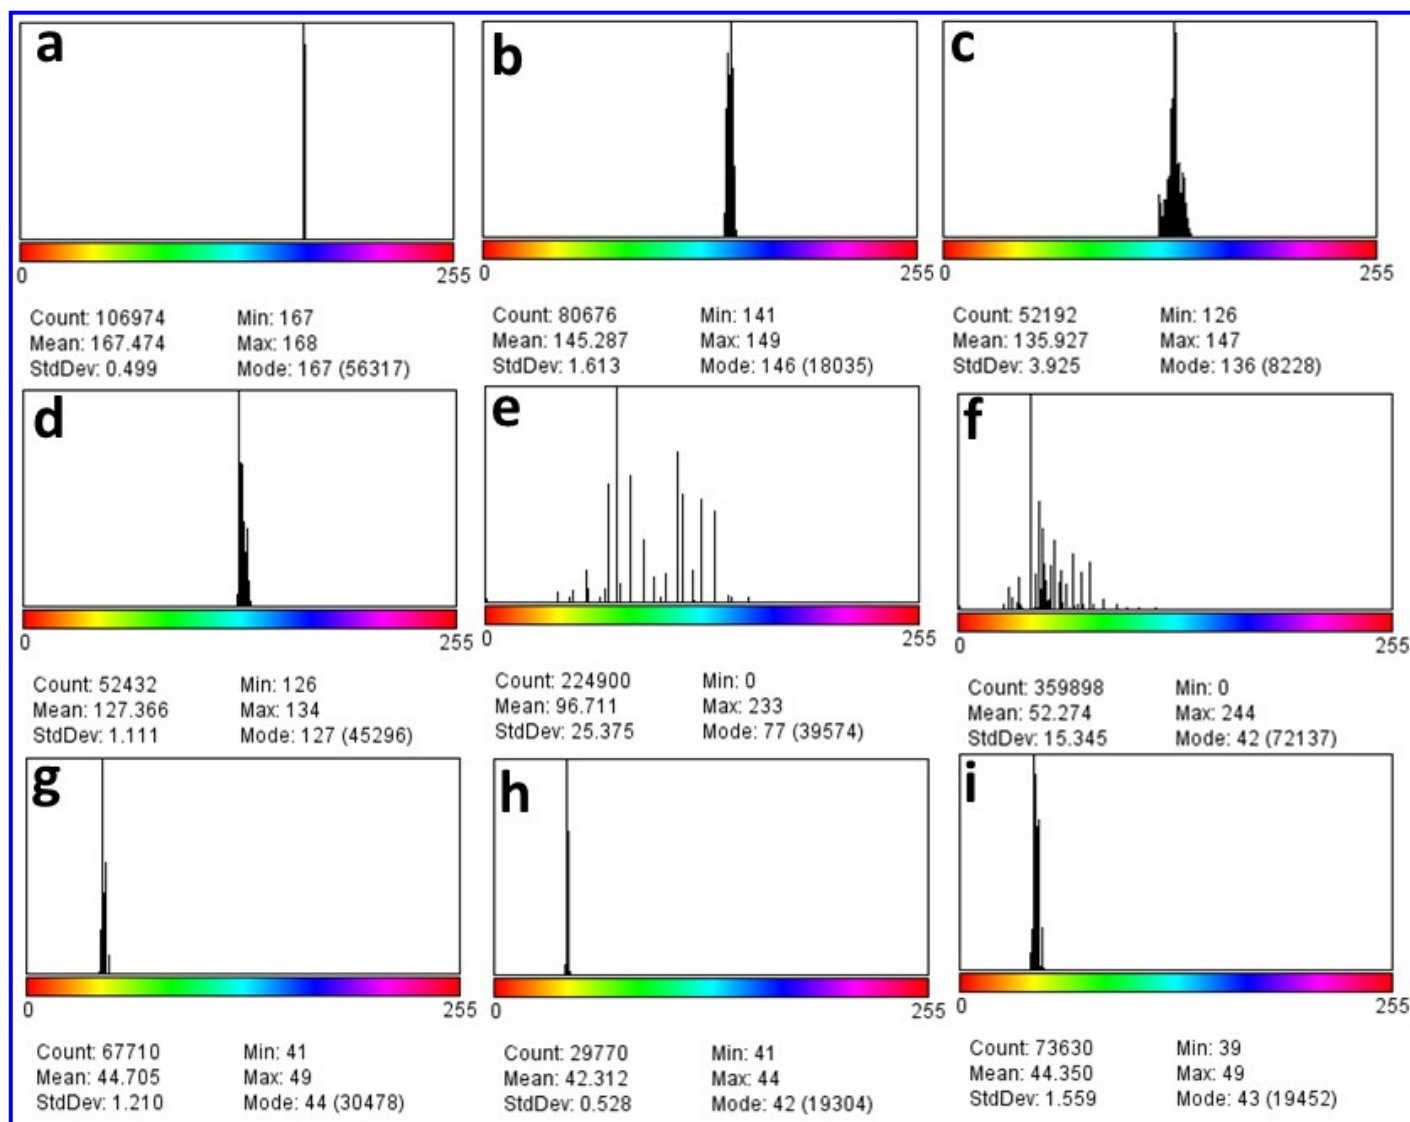 a
b
c
0 255
0 255
0 255
Count: 106974 Min: 167
Mean: 167.474 Max: 168
StdDev: 0.499 Mode: 167 (56317)
Count: 80676 Min: 141
Mean: 145.287 Max: 149
StdDev: 1.613 Mode: 146 (18035)
Count: 52192 Min: 126
Mean: 135.927 Max: 147
StdDev: 3.925 Mode: 136 (8228)
d
e
f
0 255
0 255
0 255
Count: 52432 Min: 126
Mean: 127.366 Max: 134
StdDev: 1.111 Mode: 127 (45296)
Count: 224900 Min: 0
Mean: 96.711 Max: 233
StdDev: 25.375 Mode: 77 (39574)
Count: 359898 Min: 0
Mean: 52.274 Max: 244
StdDev: 15.345 Mode: 42 (72137)
g
h
i
0 255
0 255
0 255
Count: 67710 Min: 41
Mean: 44.705 Max: 49
StdDev: 1.210 Mode: 44 (30478)
Count: 29770 Min: 41
Mean: 42.312 Max: 44
StdDev: 0.528 Mode: 42 (19304)
Count: 73630 Min: 39
Mean: 44.350 Max: 49
StdDev: 1.559 Mode: 43 (19452)